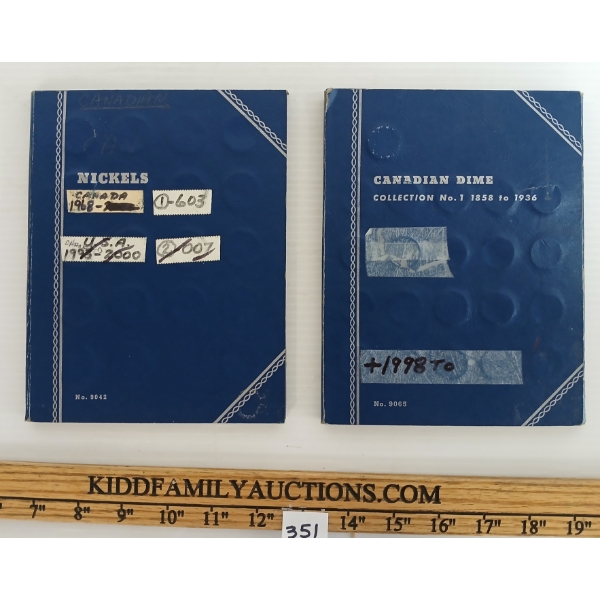 CANADIAN
NICKELS
CANADA
1968-
①-603
U.S.A
1995-2000
②-007
No. 9042
CANADIAN DIME
COLLECTION No. 1 1858 to 1936
+1998 TO
No. 9065
KIDDFAMILYAUCTIONS.COM
7" 8" 9" 10" 11" 12" 14" 15" 16" 17" 18" 19"
351